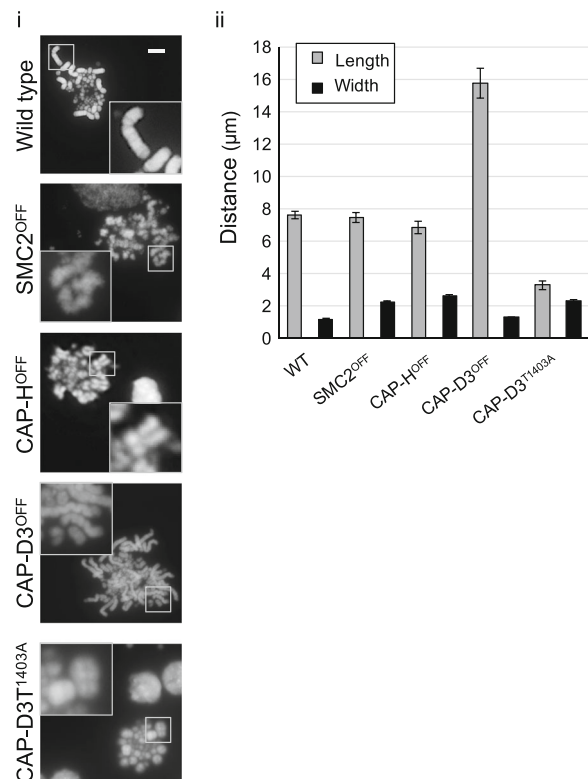 i
Wild type
SMC2OFF
CAP-HOFF
CAP-D3OFF
CAP-D3T1403A
ii
Distance (µm)
18
16
14
12
10
8
6
4
2
0
Length
Width
WT
SMC2OFF
CAP-HOFF
CAP-D3OFF
CAP-D3T1403A